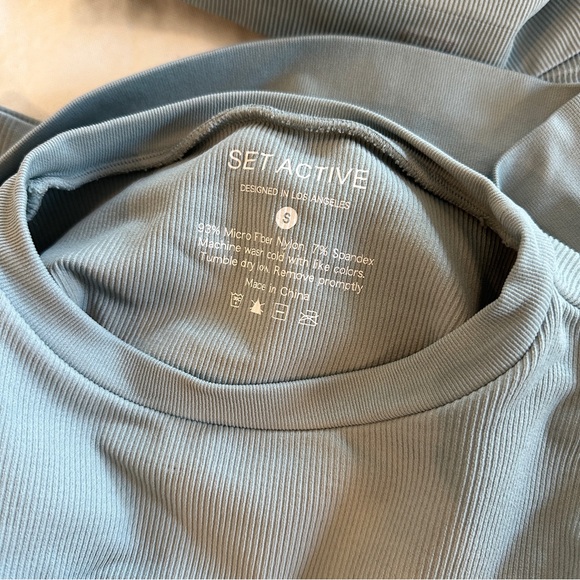 SET ACTIVE
DESIGNED IN LOS ANGELES
S
93% Micro Fiber Nylon, 7% Spandex
Machine wash cold with like colors.
Tumble dry low. Remove promptly
Made in China